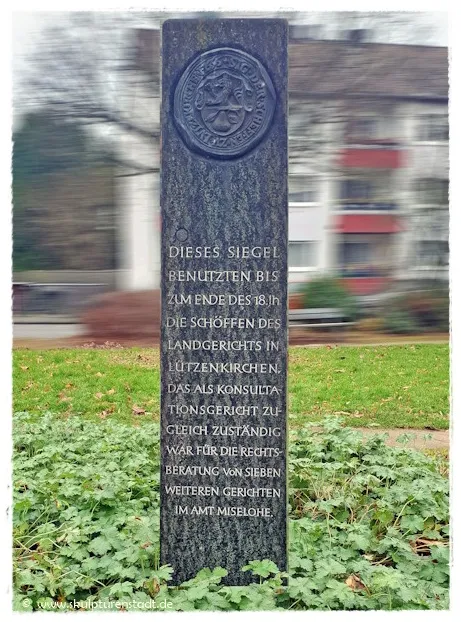 DIESES SIEGEL
BENUTZTEN BIS
ZUM ENDE DES 18.Jh
DIE SCHÖFFEN DES
LANDGERICHTS IN
LÜTZENKIRCHEN.
DAS ALS KONSULTA-
TIONSGERICHT ZU-
GLEICH ZUSTÄNDIG
WAR FÜR DIE RECHTS-
BERATUNG VON SIEBEN
WEITEREN GERICHTEN
IM AMT MISELOHE.
© www.skulpturenstadt.de